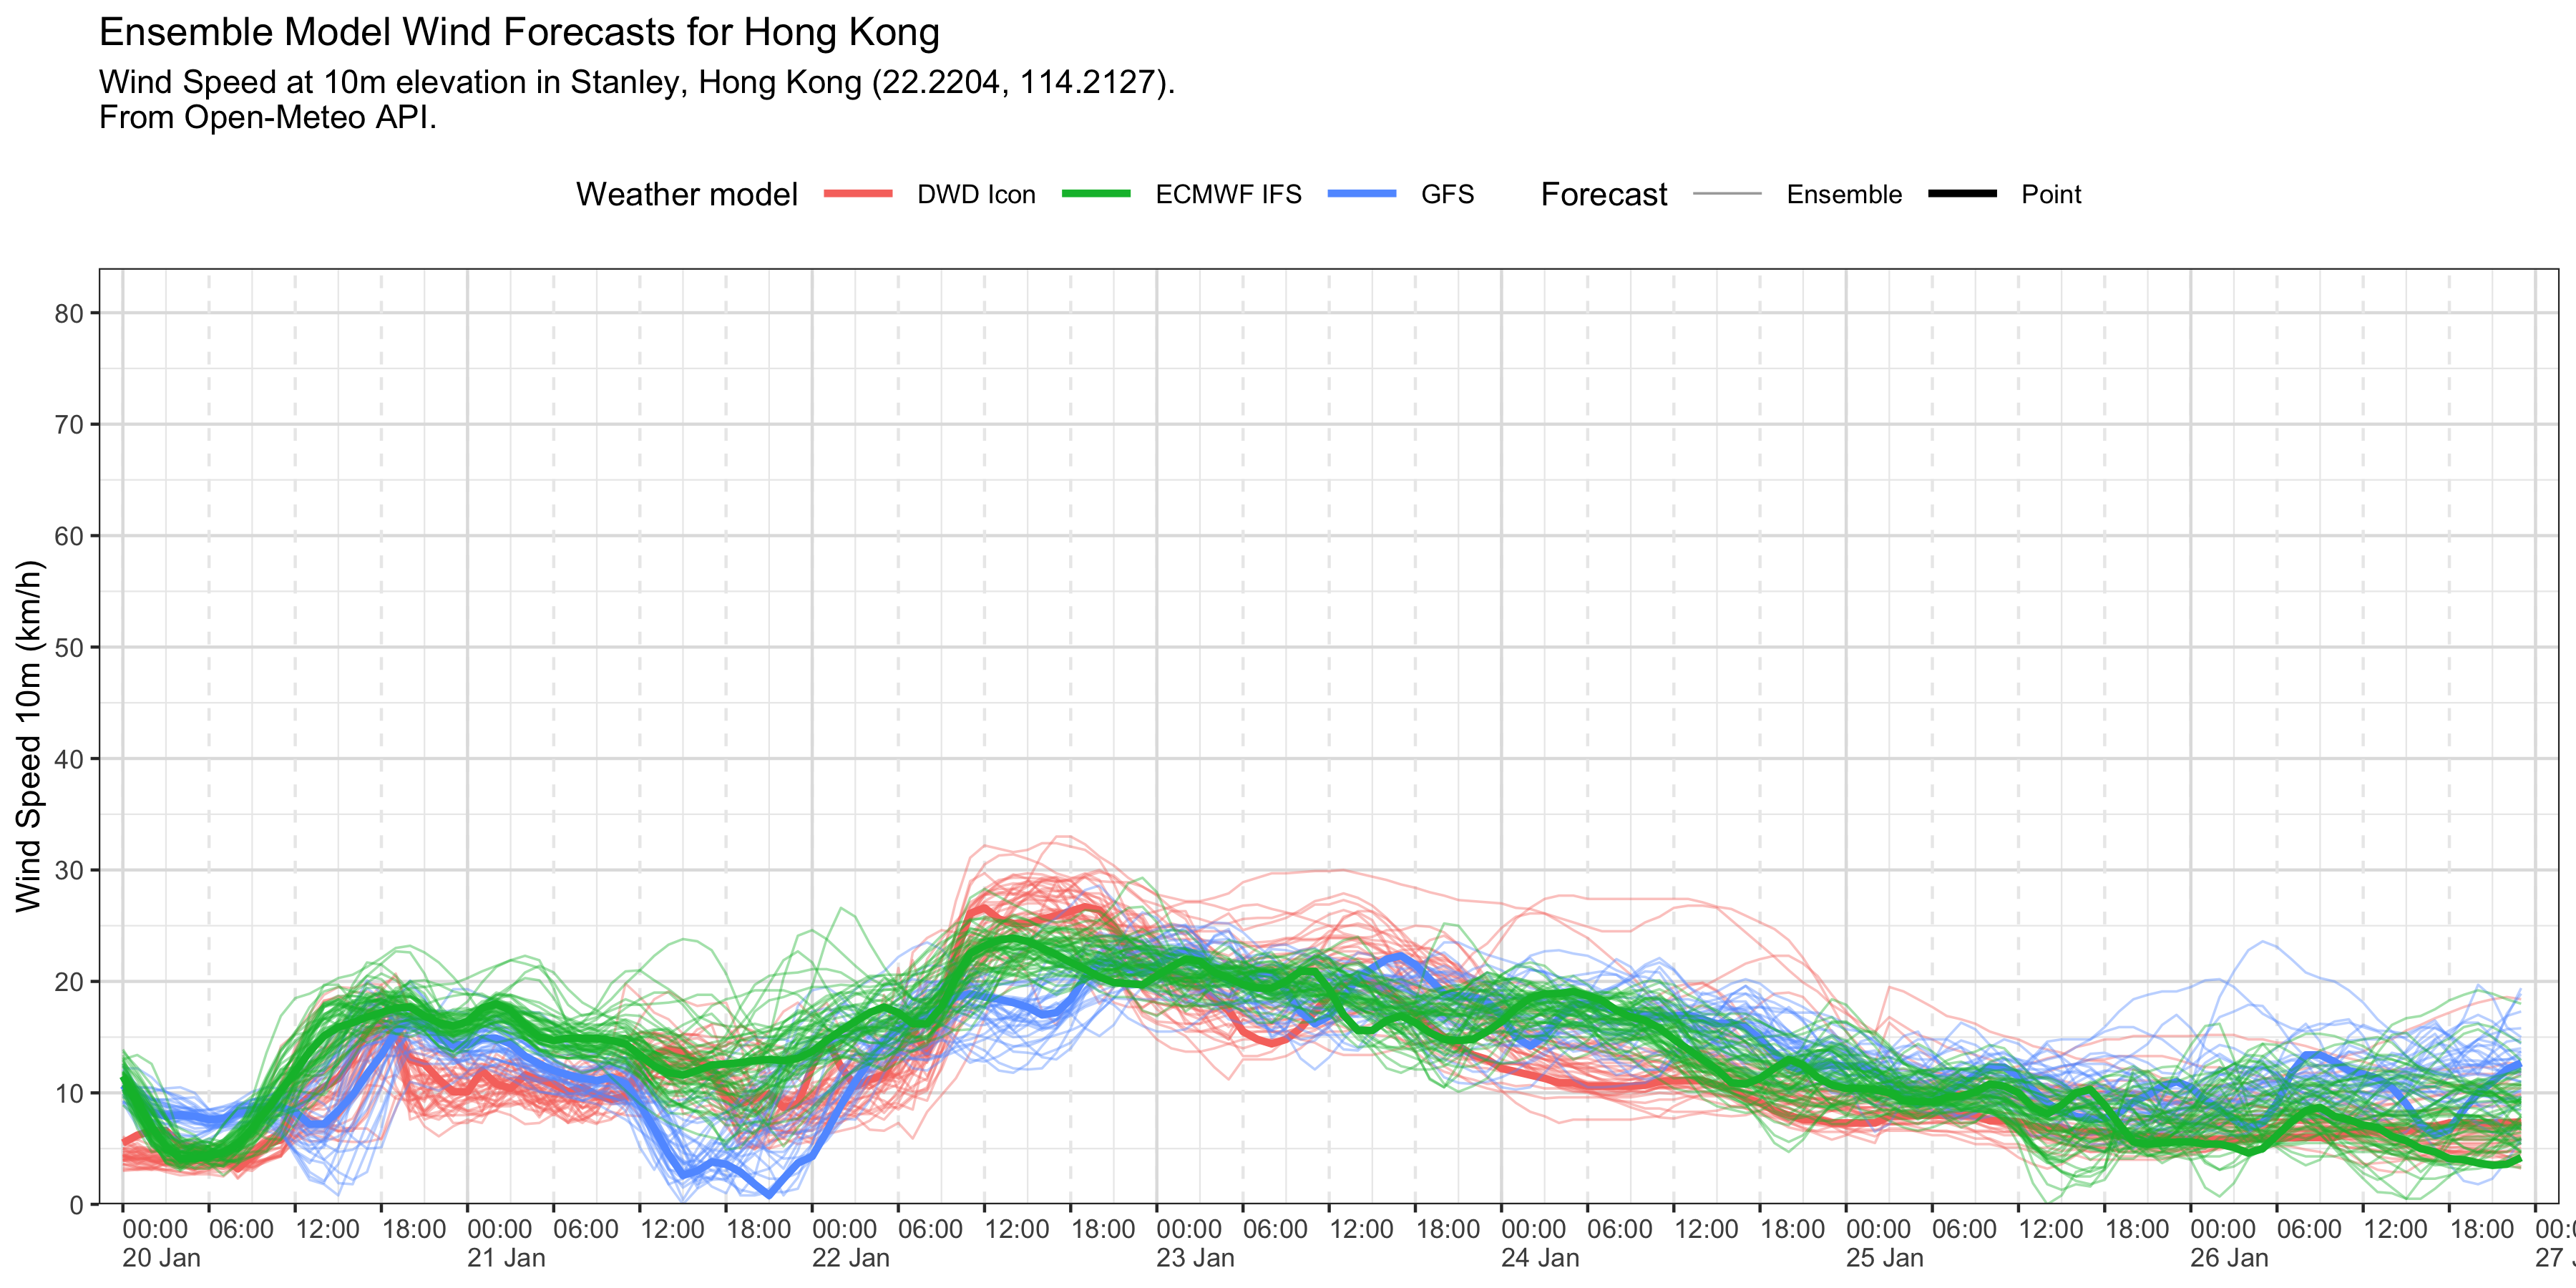 Ensemble Model Wind Forecasts for Hong Kong
Wind Speed at 10m elevation in Stanley, Hong Kong (22.2204, 114.2127).
From Open-Meteo API.
Weather model DWD Icon ECMWF IFS GFS Forecast Ensemble Point
Wind Speed 10m (km/h)
80
70
60
50
40
30
20
10
0
00:00 06:00 12:00 18:00 00:00 06:00 12:00 18:00 00:00 06:00 12:00 18:00 00:00 06:00 12:00 18:00 00:00 06:00 12:00 18:00 00:00 06:00 12:00 18:00 00:00 06:00 12:00 18:00
20 Jan 21 Jan 22 Jan 23 Jan 24 Jan 25 Jan 26 Jan 27